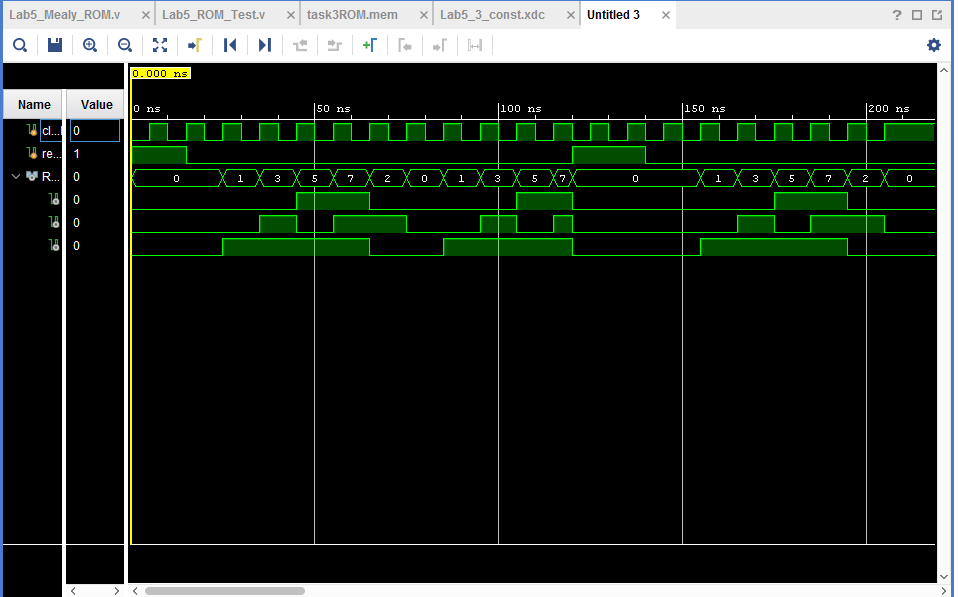 Lab5_Mealy_ROM.v × Lab5_ROM_Test.v × task3ROM.mem × Lab5_3_const.xdc × Untitled 3 ×
0.000 ns
Name Value
0 ns 50 ns 100 ns 150 ns 200 ns
cl... 0
re... 1
R... 0 0 1 3 5 7 2 0 1 3 5 7 0 1 3 5 7 2 0
0
0
0